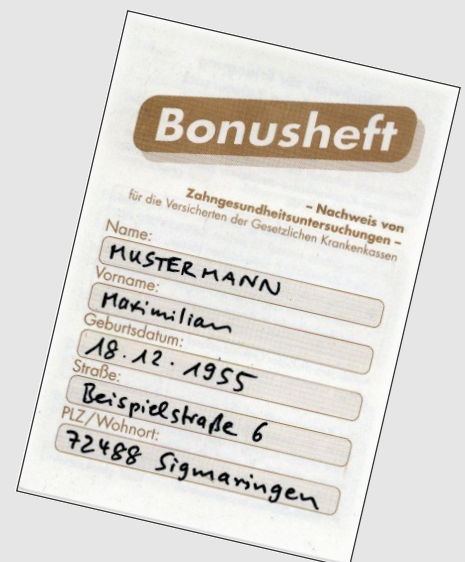 Bonusheft
– Nachweis von
Zahngesundheitsuntersuchungen –
für die Versicherten der Gesetzlichen Krankenkassen
Name:
MUSTERMANN
Vorname:
Maximilian
Geburtsdatum:
18.12.1955
Straße:
Beispielstraße 6
PLZ/Wohnort:
72488 Sigmaringen